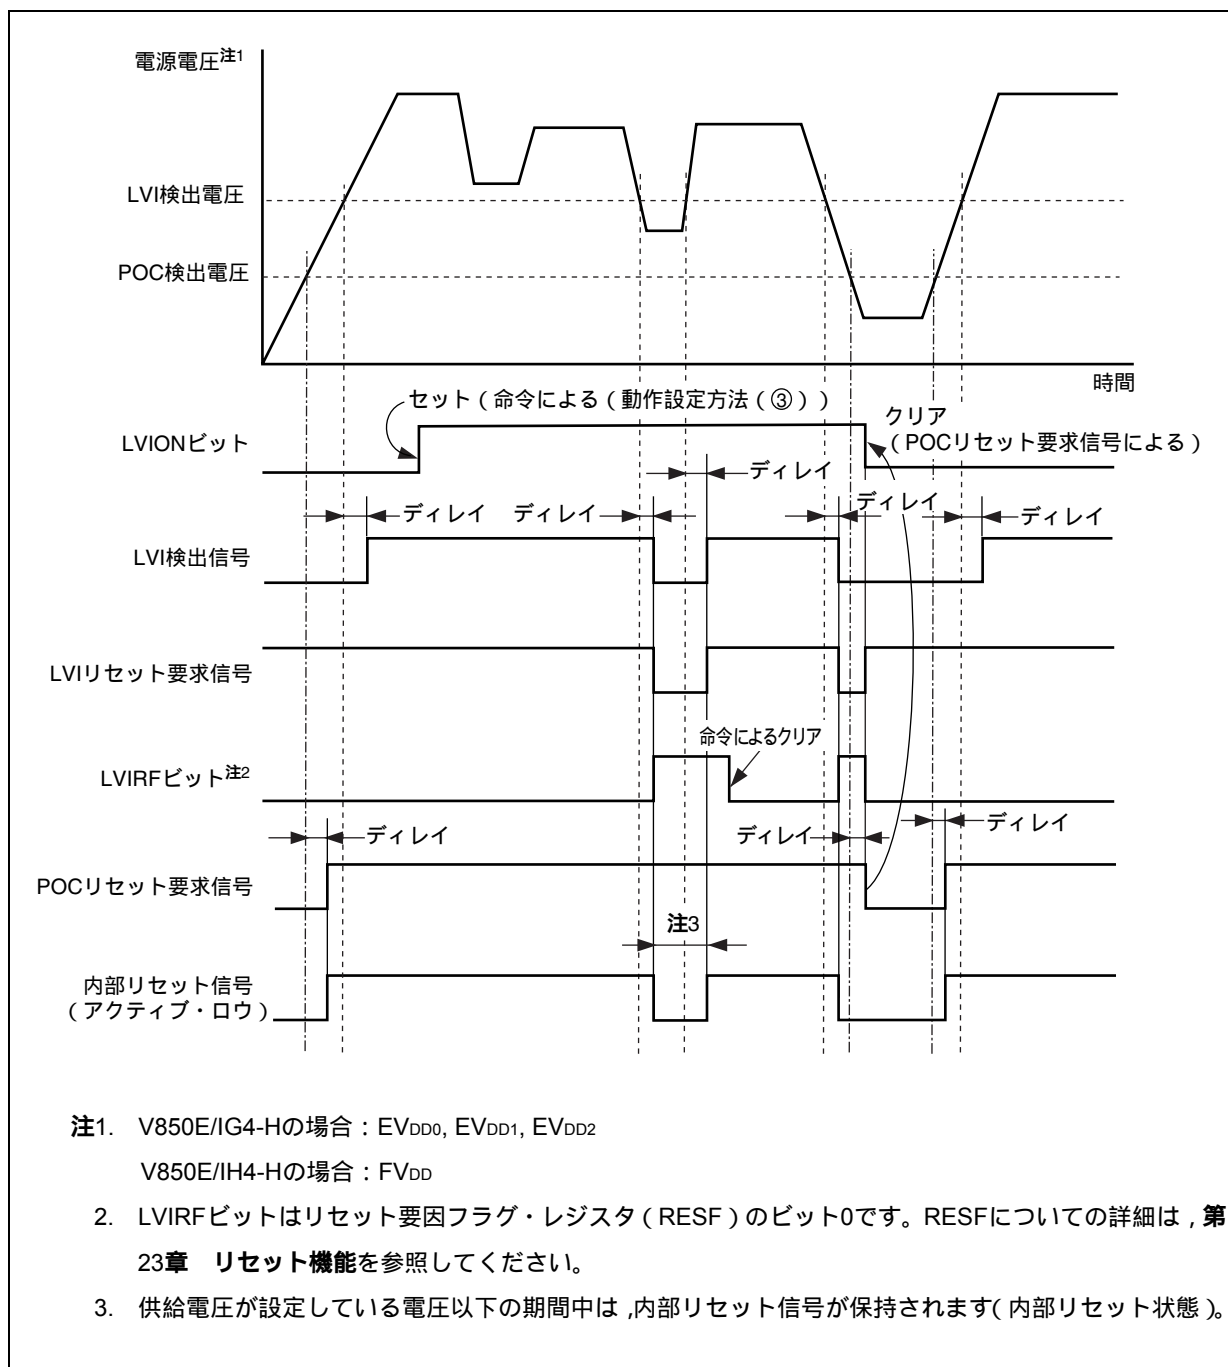 電源電圧注1
LVI検出電圧
POC検出電圧
時間
セット（命令による（動作設定方法（③））
クリア
（POCリセット要求信号による）
LVIONビット
ディレイ
ディレイ
ディレイ ディレイ
ディレイ
LVI検出信号
LVIリセット要求信号
命令によるクリア
LVIRFビット注2
ディレイ
ディレイ
ディレイ
POCリセット要求信号
注3
内部リセット信号
（アクティブ・ロウ）
注1. V850E/IG4-Hの場合：EVDD0, EVDD1, EVDD2
V850E/IH4-Hの場合：FVDD
2. LVIRFビットはリセット要因フラグ・レジスタ（RESF）のビット0です。RESFについての詳細は，第
23章 リセット機能を参照してください。
3. 供給電圧が設定している電圧以下の期間中は,内部リセット信号が保持されます（内部リセット状態）。